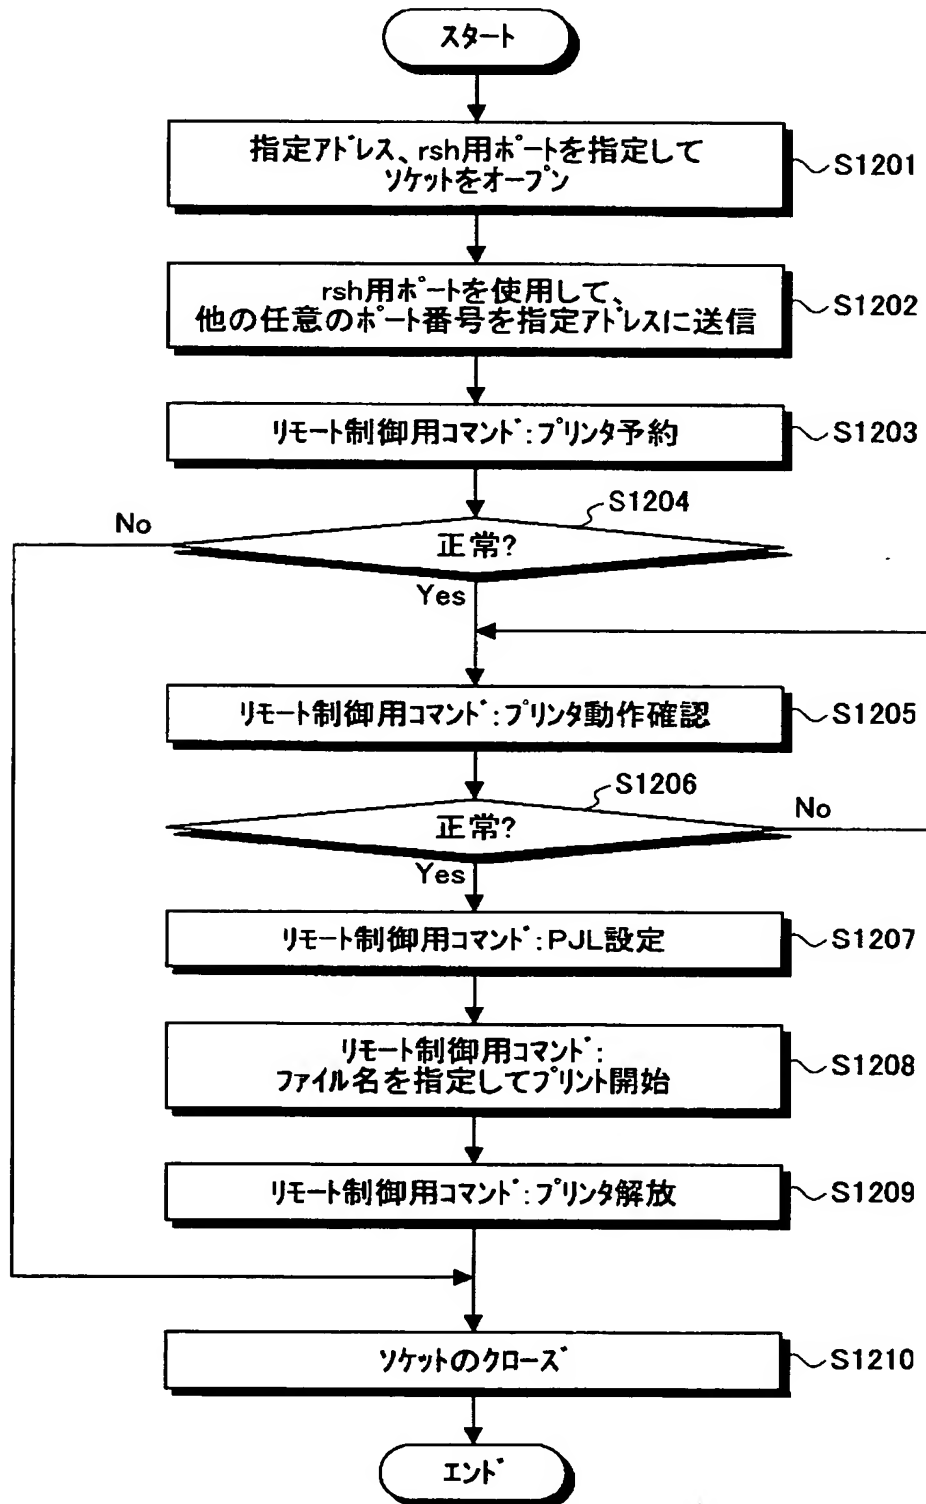 スタート
指定アドレス、rsh用ポートを指定して
ソケットをオープン
S1201
rsh用ポートを使用して、
他の任意のポート番号を指定アドレスに送信
S1202
リモート制御用コマンド:プリンタ予約
S1203
S1204
No
正常?
Yes
リモート制御用コマンド:プリンタ動作確認
S1205
S1206
No
正常?
Yes
リモート制御用コマンド:PJL設定
S1207
リモート制御用コマンド:
ファイル名を指定してプリント開始
S1208
リモート制御用コマンド:プリンタ解放
S1209
ソケットのクローズ
S1210
エンド